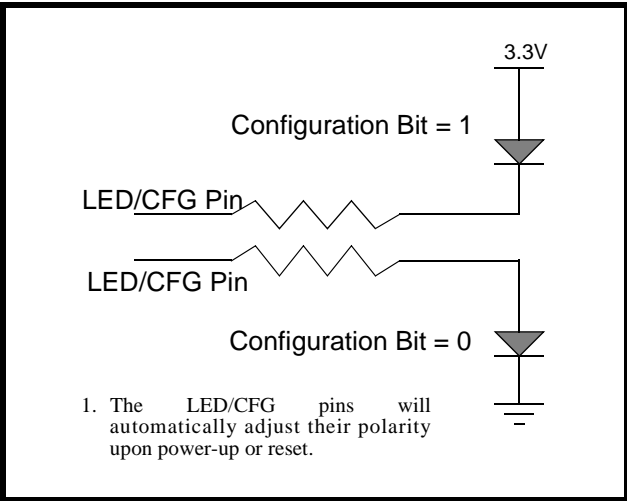 3.3V
Configuration Bit = 1
LED/CFG Pin
LED/CFG Pin
Configuration Bit = 0
1. The LED/CFG pins will
automatically adjust their polarity
upon power-up or reset.